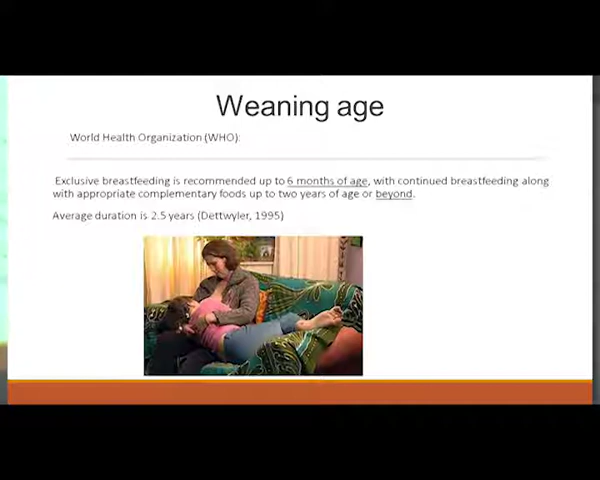 Weaning age
World Health Organization (WHO):
Exclusive breastfeeding is recommended up to 6 months of age, with continued breastfeeding along
with appropriate complementary foods up to two years of age or beyond.
Average duration is 2.5 years (Dettwyler, 1995)